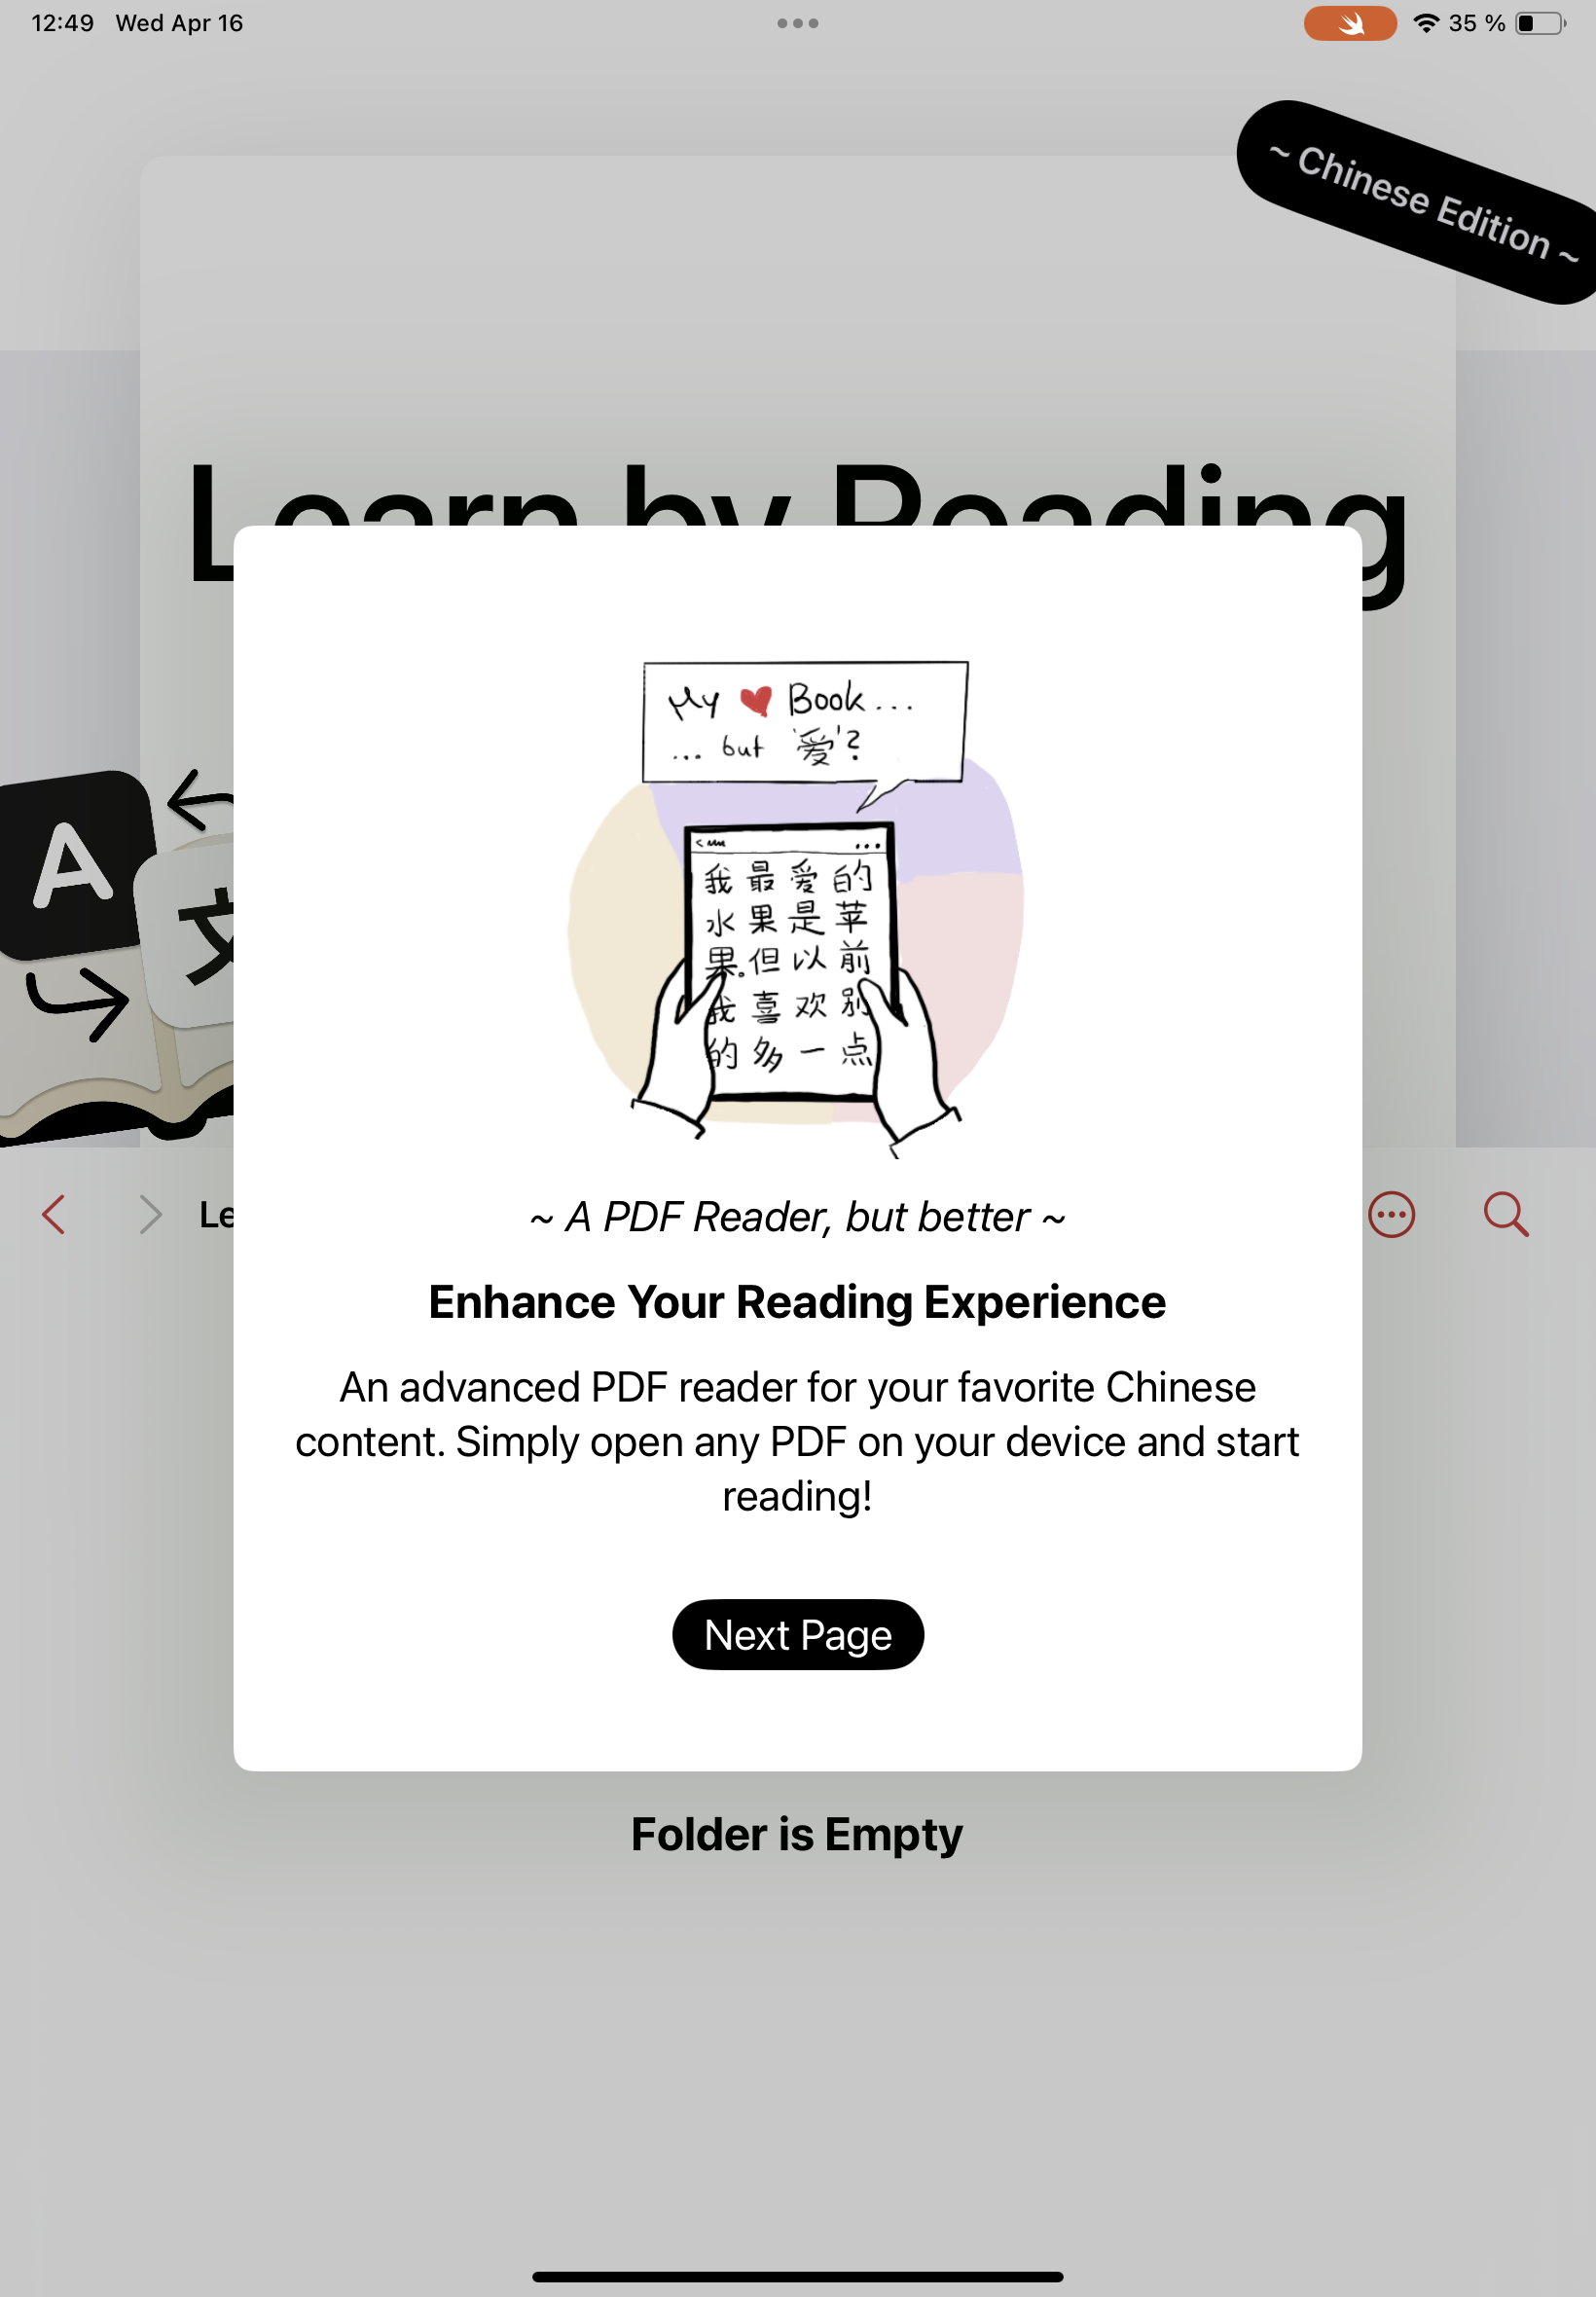 12:49 Wed Apr 16
35 %
~ Chinese Edition ~
Learn by Reading
My ❤ Book...
... but '爱'?
A
文
我最爱的
水果是苹
果。但以前
我喜欢别
的多一点
Le
~ A PDF Reader, but better ~
Enhance Your Reading Experience
An advanced PDF reader for your favorite Chinese
content. Simply open any PDF on your device and start
reading!
Next Page
Folder is Empty